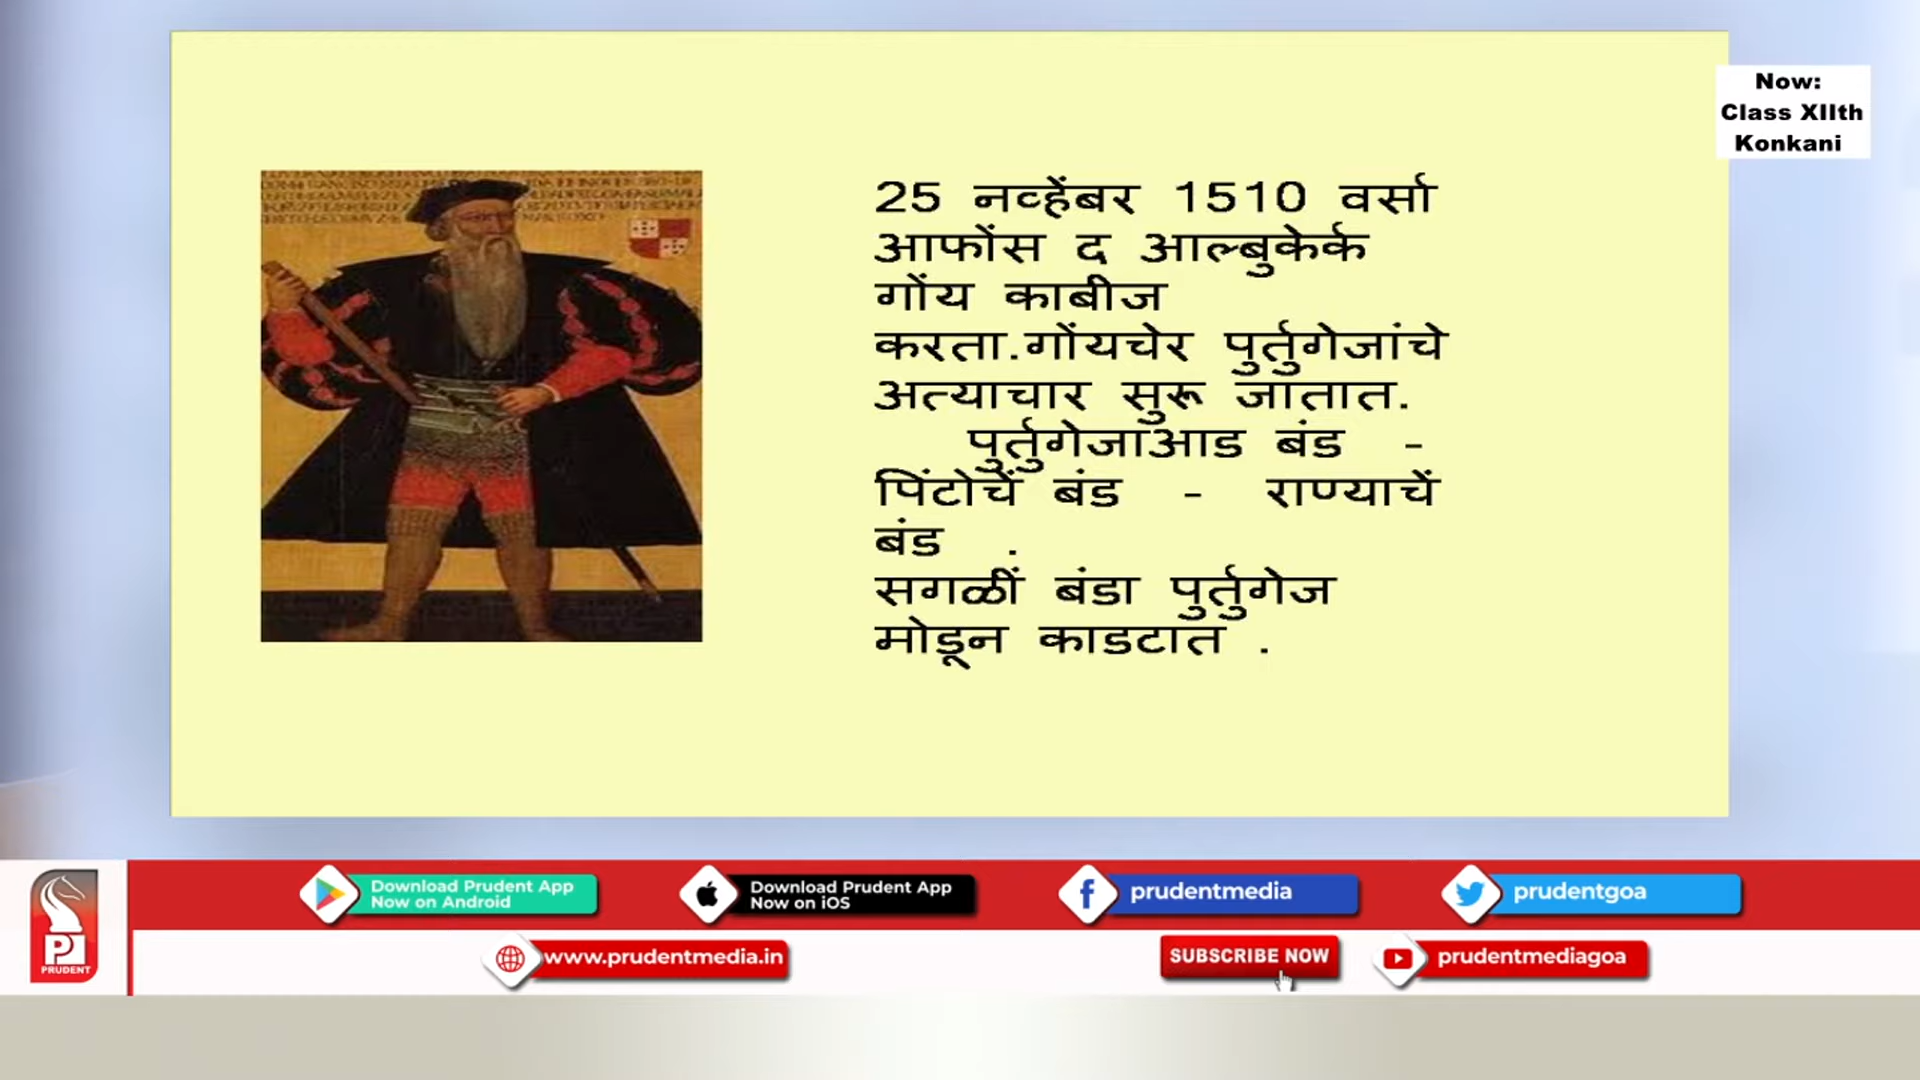 Now:
Class XIIth
Konkani
25 नव्हेंबर 1510 वर्सा
आफोंस द आल्बुकेर्क
गोंय काबीज
करता.गोंयचेर पुर्तुगेजांचे
अत्याचार सुरू जातात.
पुर्तुगेजाआड बंड -
पिंटोचें बंड - राण्याचें
बंड .
सगळीं बंडा पुर्तुगेज
मोडून काडटात .
Download Prudent App
Now on Android
Download Prudent App
Now on iOS
prudentmedia
prudentgoa
PRUDENT
www.prudentmedia.in
SUBSCRIBE NOW
prudentmediagoa